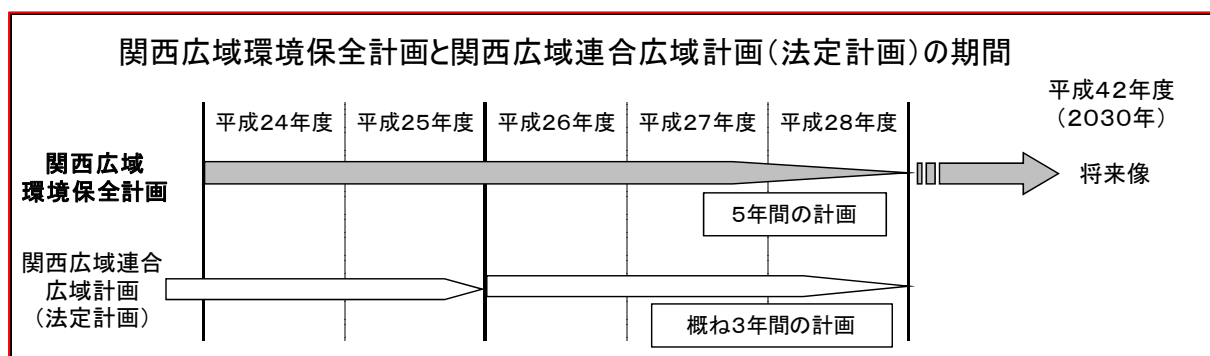 関西広域環境保全計画と関西広域連合広域計画（法定計画）の期間
平成42年度
（2030年）
平成24年度
平成25年度
平成26年度
平成27年度
平成28年度
関西広域
環境保全計画
将来像
5年間の計画
関西広域連合
広域計画
（法定計画）
概ね3年間の計画